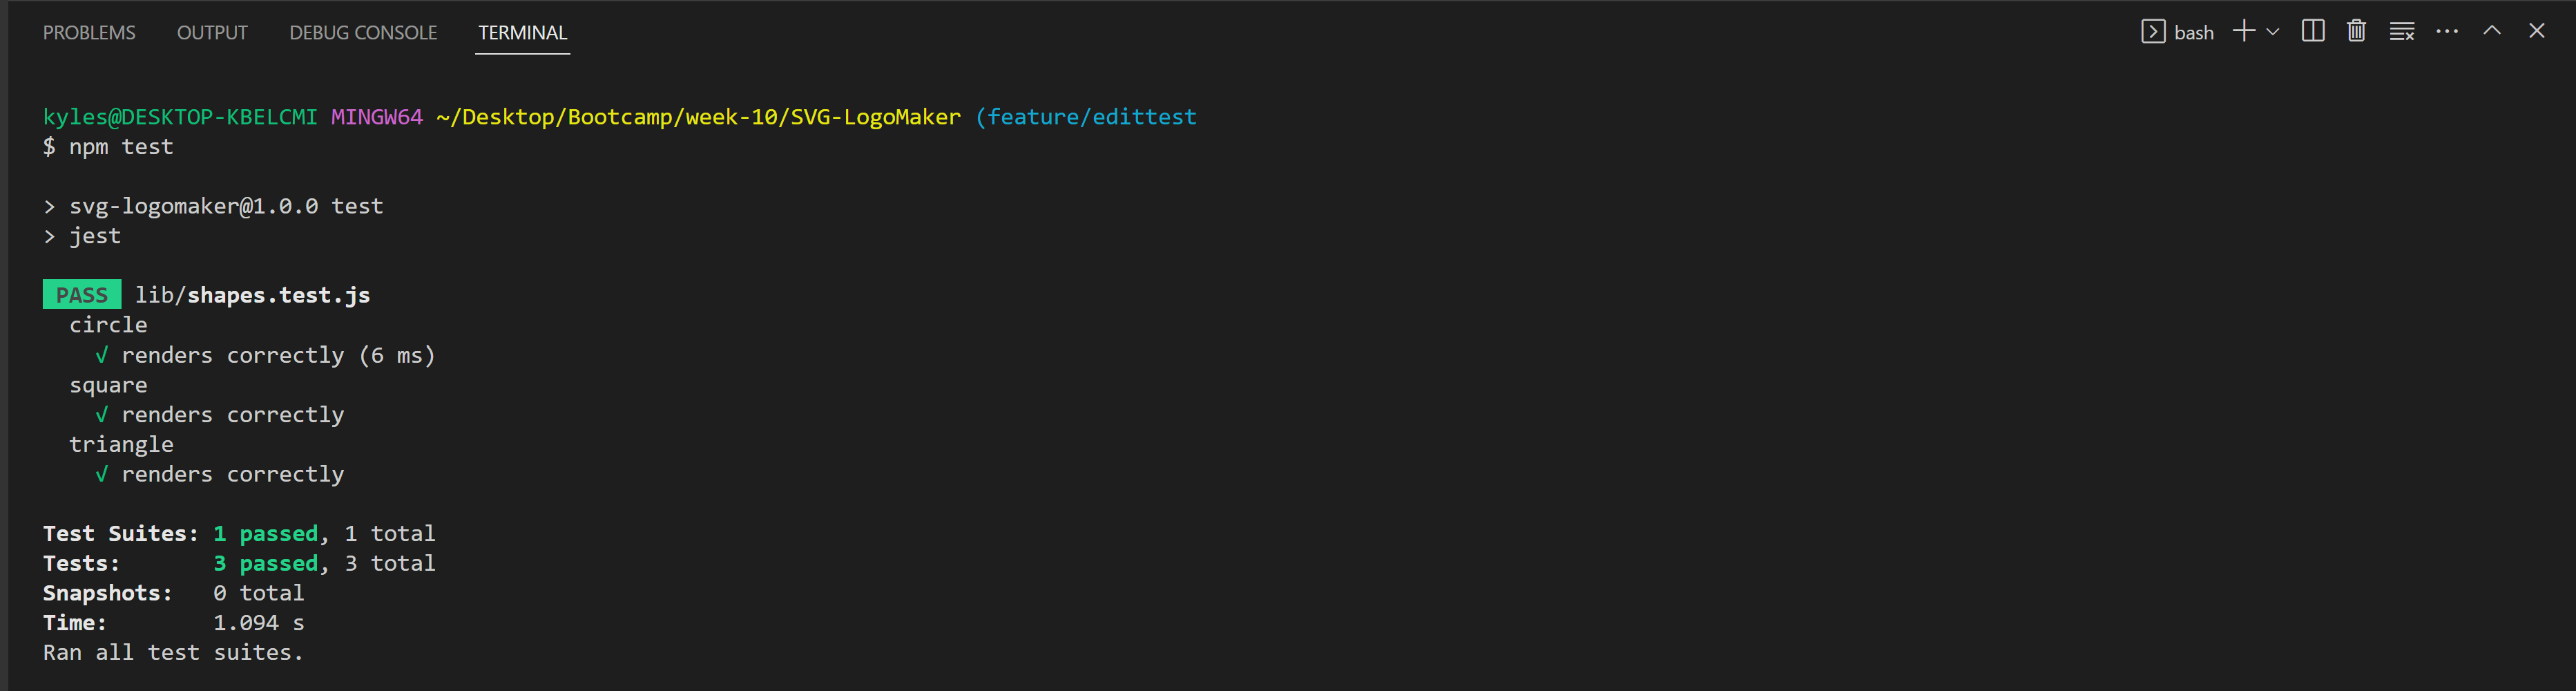 PROBLEMS OUTPUT DEBUG CONSOLE TERMINAL bash
kyles@DESKTOP-KBELCMI MINGW64 ~/Desktop/Bootcamp/week-10/SVG-LogoMaker (feature/edittest
$ npm test
> svg-logomaker@1.0.0 test
> jest
PASS lib/shapes.test.js
circle
√ renders correctly (6 ms)
square
√ renders correctly
triangle
√ renders correctly
Test Suites: 1 passed, 1 total
Tests: 3 passed, 3 total
Snapshots: 0 total
Time: 1.094 s
Ran all test suites.